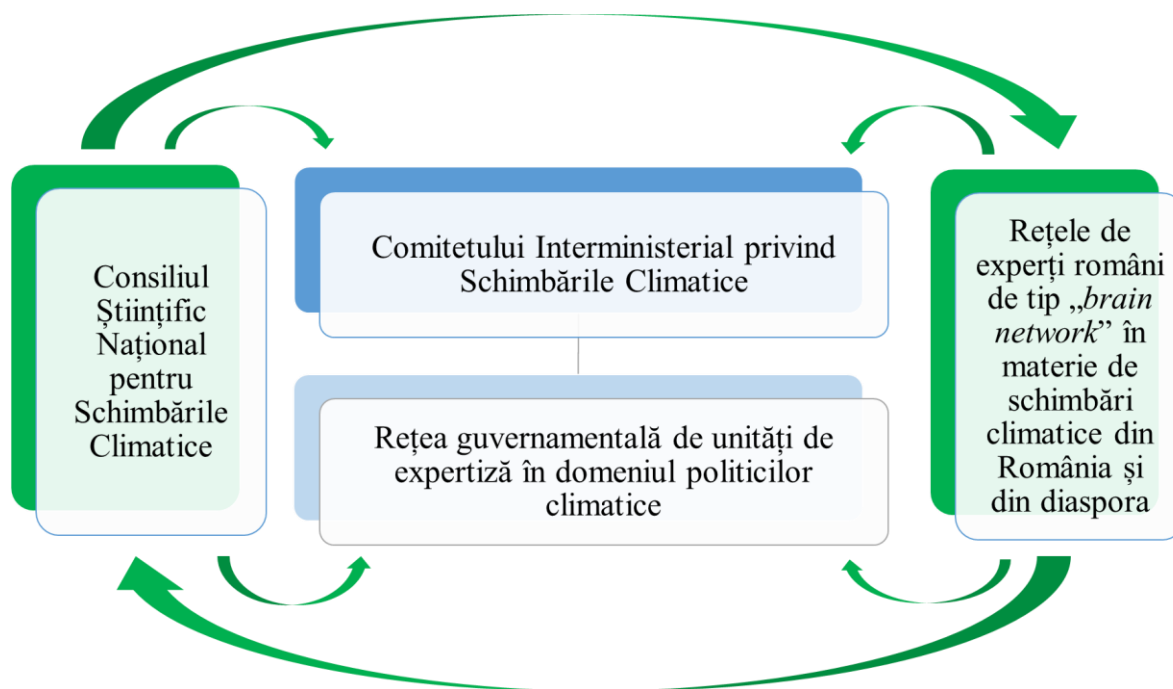 Consiliul
Științific
Național
pentru
Schimbările
Climatice
Comitetului Interministerial privind
Schimbările Climatice
Rețea guvernamentală de unități de
expertiză în domeniul politicilor
climatice
Rețele de
experți români
de tip „brain
network” în
materie de
schimbări
climatice din
România și
din diaspora